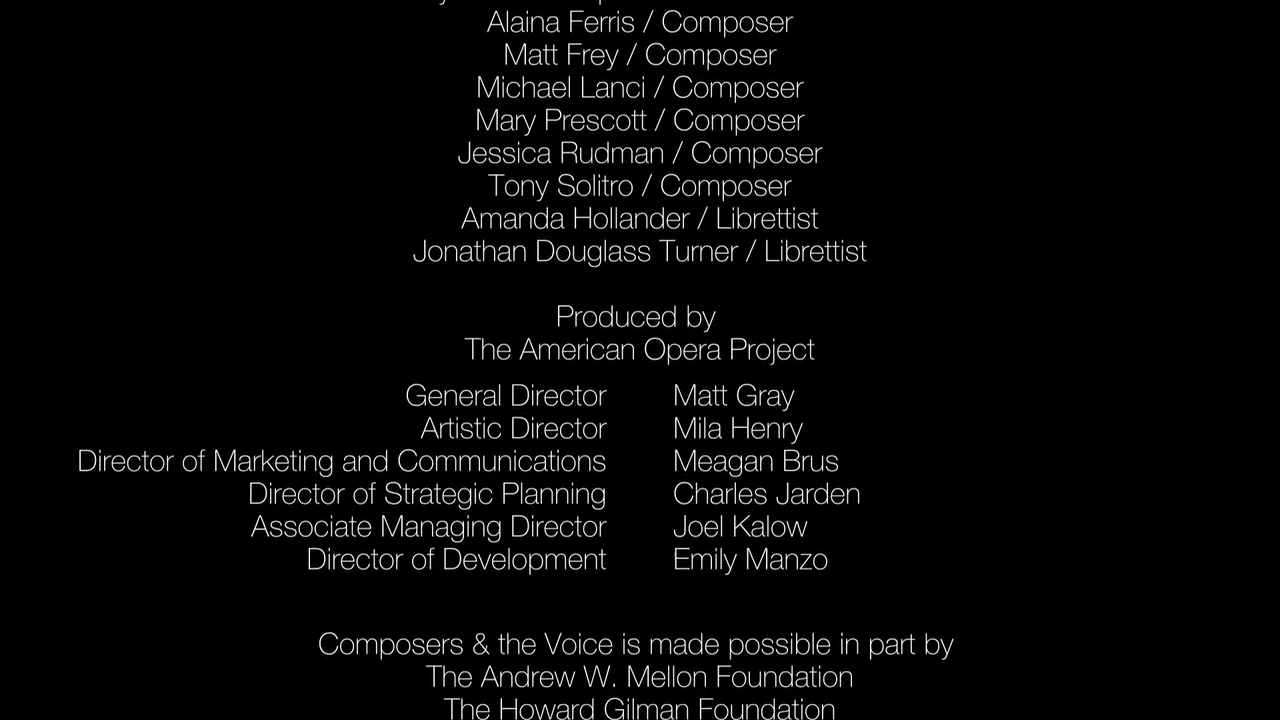 Alaina Ferris / Composer
Matt Frey / Composer
Michael Lanci / Composer
Mary Prescott / Composer
Jessica Rudman / Composer
Tony Solitro / Composer
Amanda Hollander / Librettist
Jonathan Douglass Turner / Librettist
Produced by
The American Opera Project
General Director Matt Gray
Artistic Director Mila Henry
Director of Marketing and Communications Meagan Brus
Director of Strategic Planning Charles Jarden
Associate Managing Director Joel Kalow
Director of Development Emily Manzo
Composers & the Voice is made possible in part by
The Andrew W. Mellon Foundation
The Howard Gilman Foundation